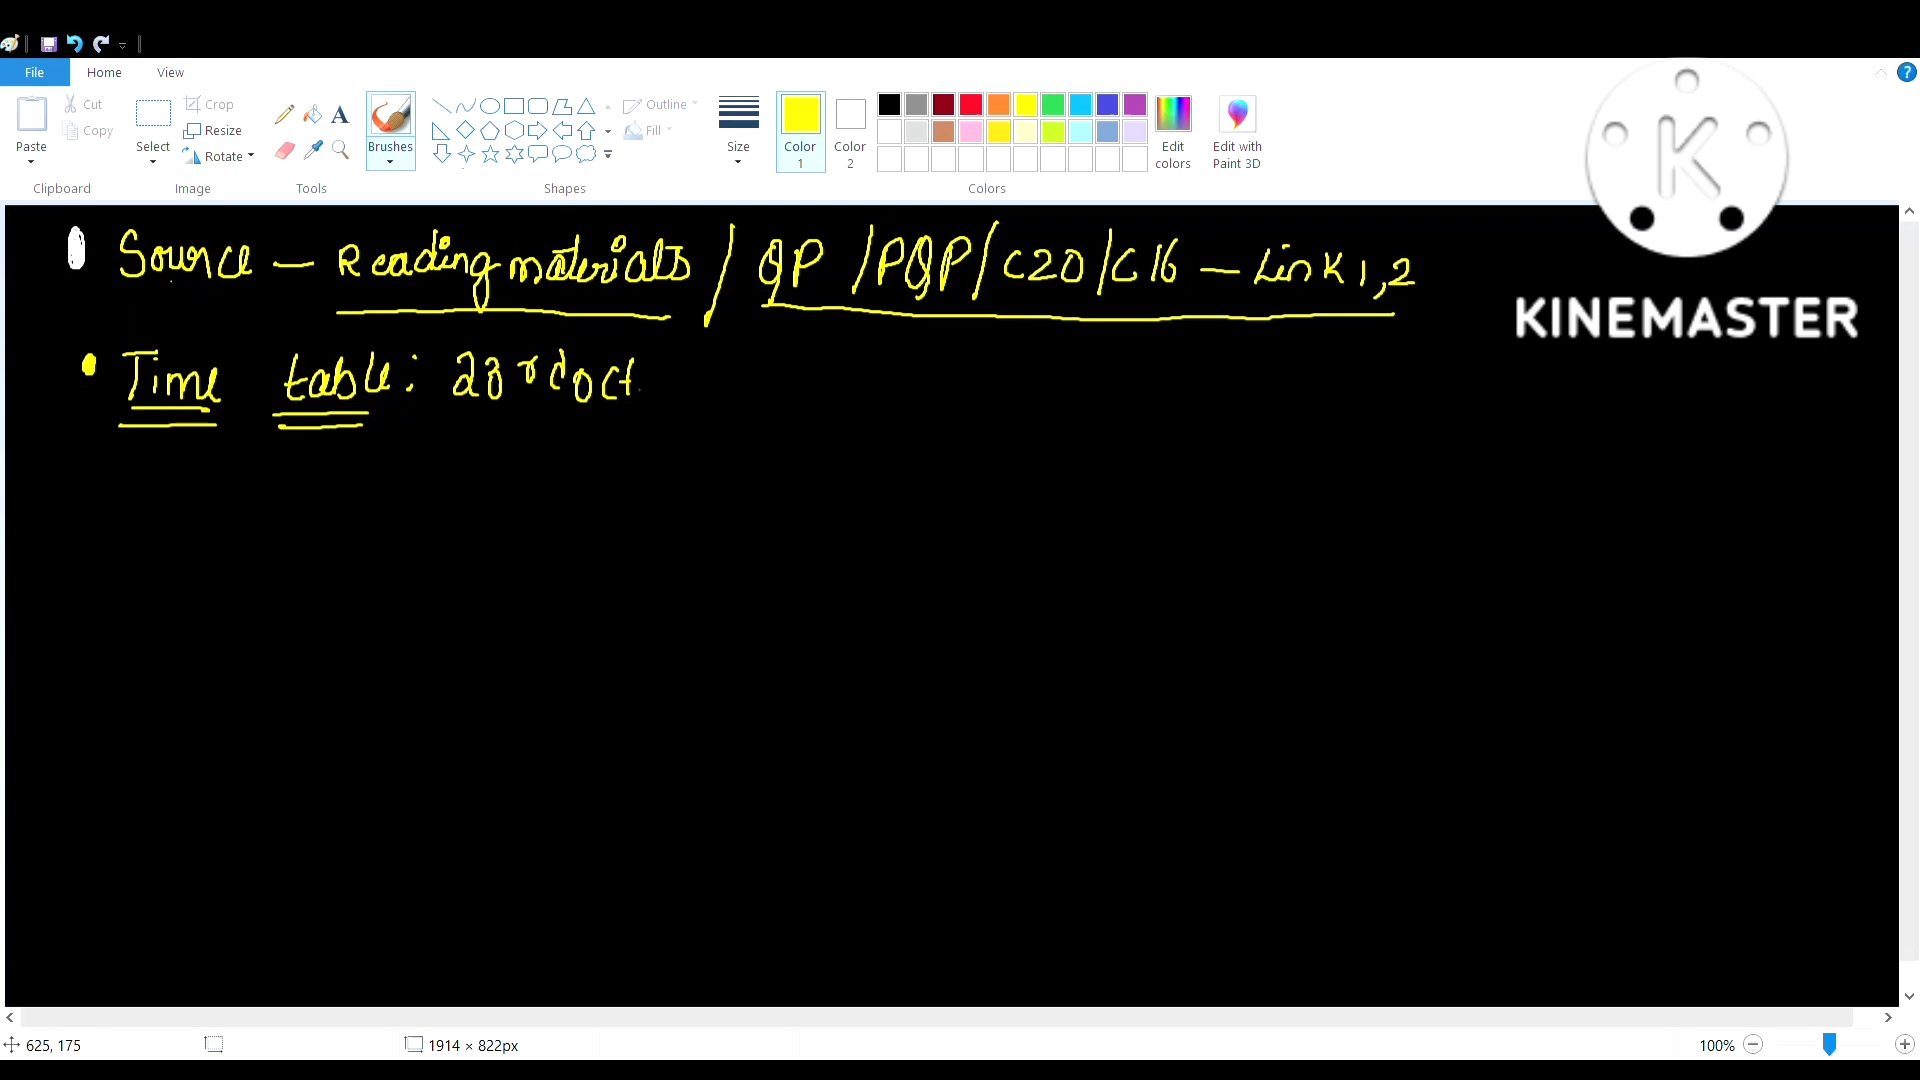 File Home View
Paste Cut Copy Select Crop Resize Rotate Brushes Outline Fill Size Color 1 Color 2 Edit colors Edit with Paint 3D
Clipboard Image Tools Shapes Colors
K
KINEMASTER
Source — Reading materials / QP / PQP / C20 / C16 — Link 1, 2
Time table: 23rd oct
625, 175 1914 × 822px 100%